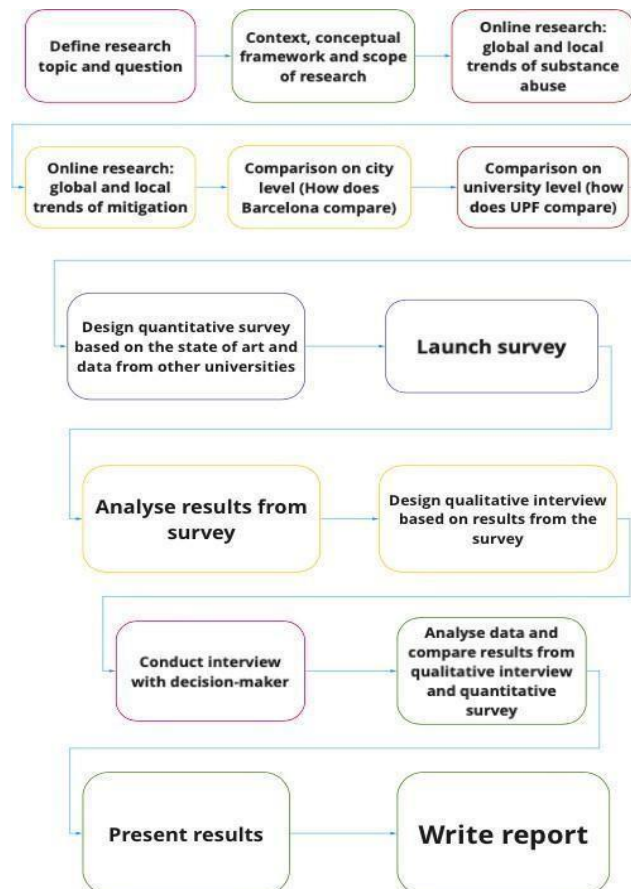 Define research
topic and question
Context, conceptual
framework and scope
of research
Online research:
global and local
trends of substance
abuse
Online research:
global and local
trends of mitigation
Comparison on city
level (How does
Barcelona compare)
Comparison on
university level (how
does UPF compare)
Design quantitative survey
based on the state of art and
data from other universities
Launch survey
Analyse results from
survey
Design qualitative interview
based on results from the
survey
Conduct interview
with decision-maker
Analyse data and
compare results from
qualitative interview
and quantitative
survey
Present results
Write report